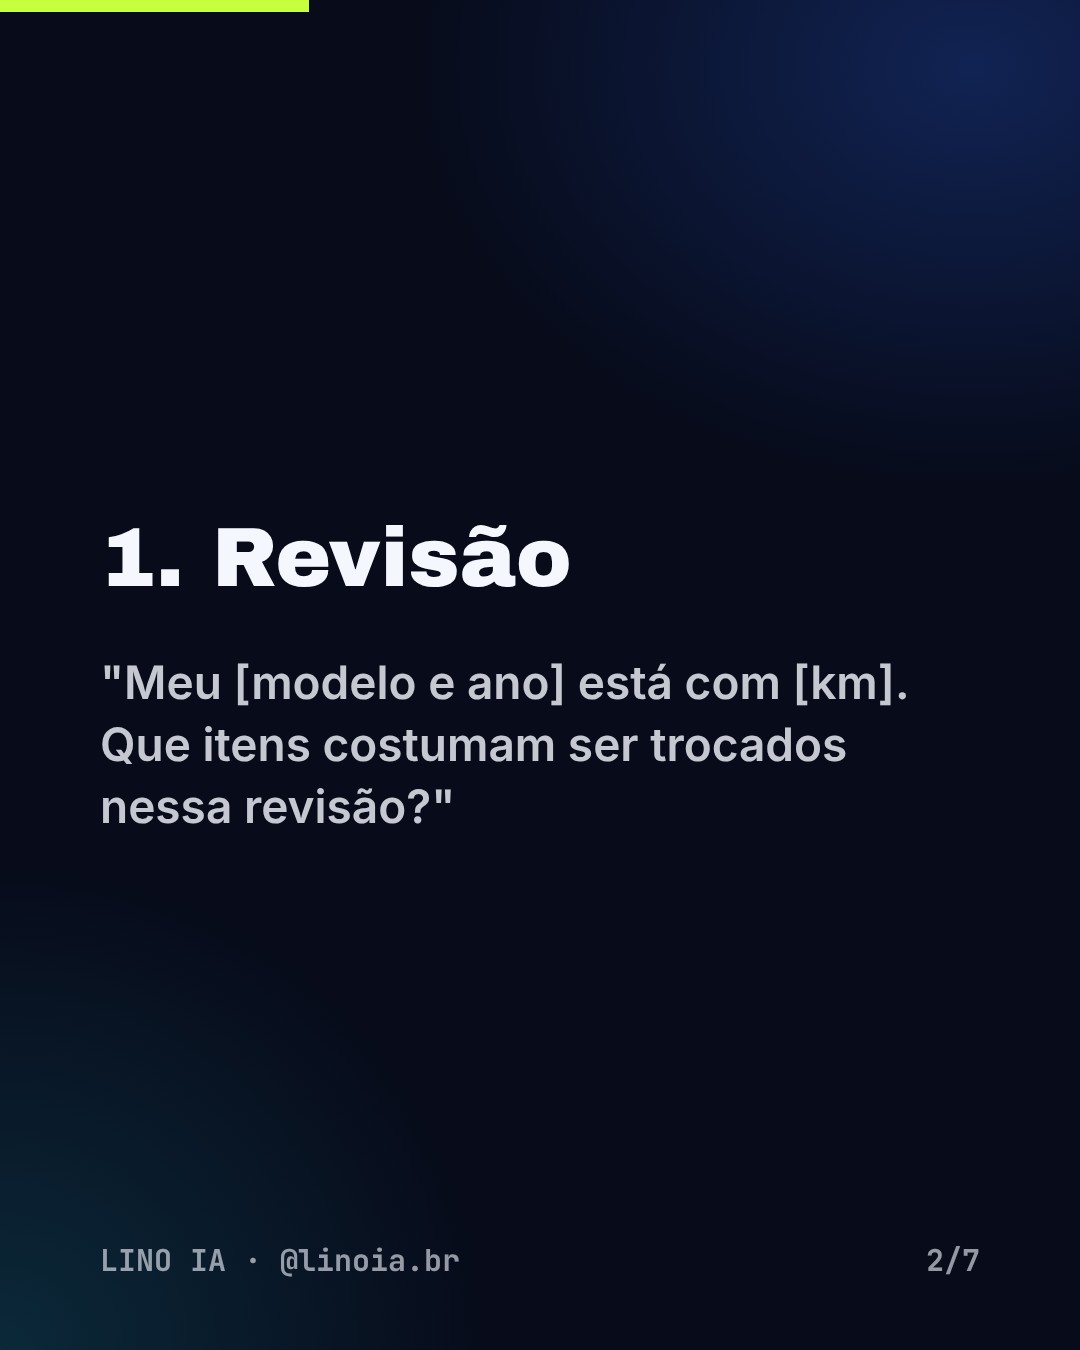 1. Revisão
"Meu [modelo e ano] está com [km].
Que itens costumam ser trocados
nessa revisão?"
LINO IA · @linoia.br
2/7